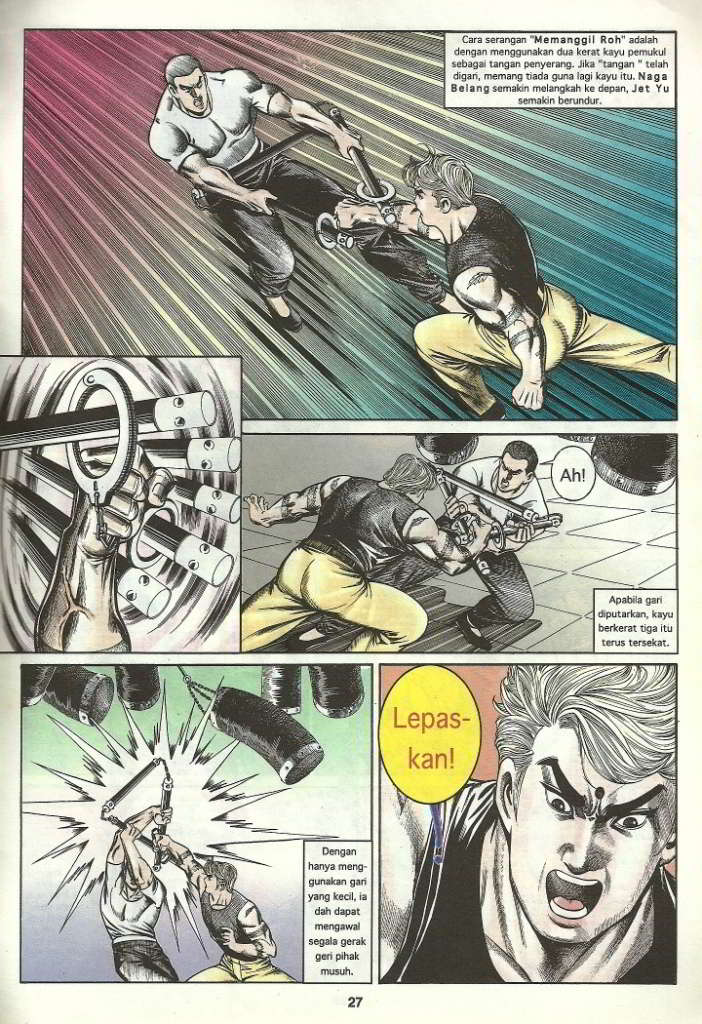 Cara serangan "Memanggil Roh" adalah
dengan menggunakan dua kerat kayu pemukul
sebagai tangan penyerang. Jika "tangan " telah
digari, memang tiada guna lagi kayu itu. Naga
Belang semakin melangkah ke depan, Jet Yu
semakin berundur.
Ah!
Apabila gari
diputarkan, kayu
berkerat tiga itu
terus tersekat.
Dengan
hanya meng-
gunakan gari
yang kecil, ia
dah dapat
mengawal
segala gerak
geri pihak
musuh.
Lepas-
kan!
27